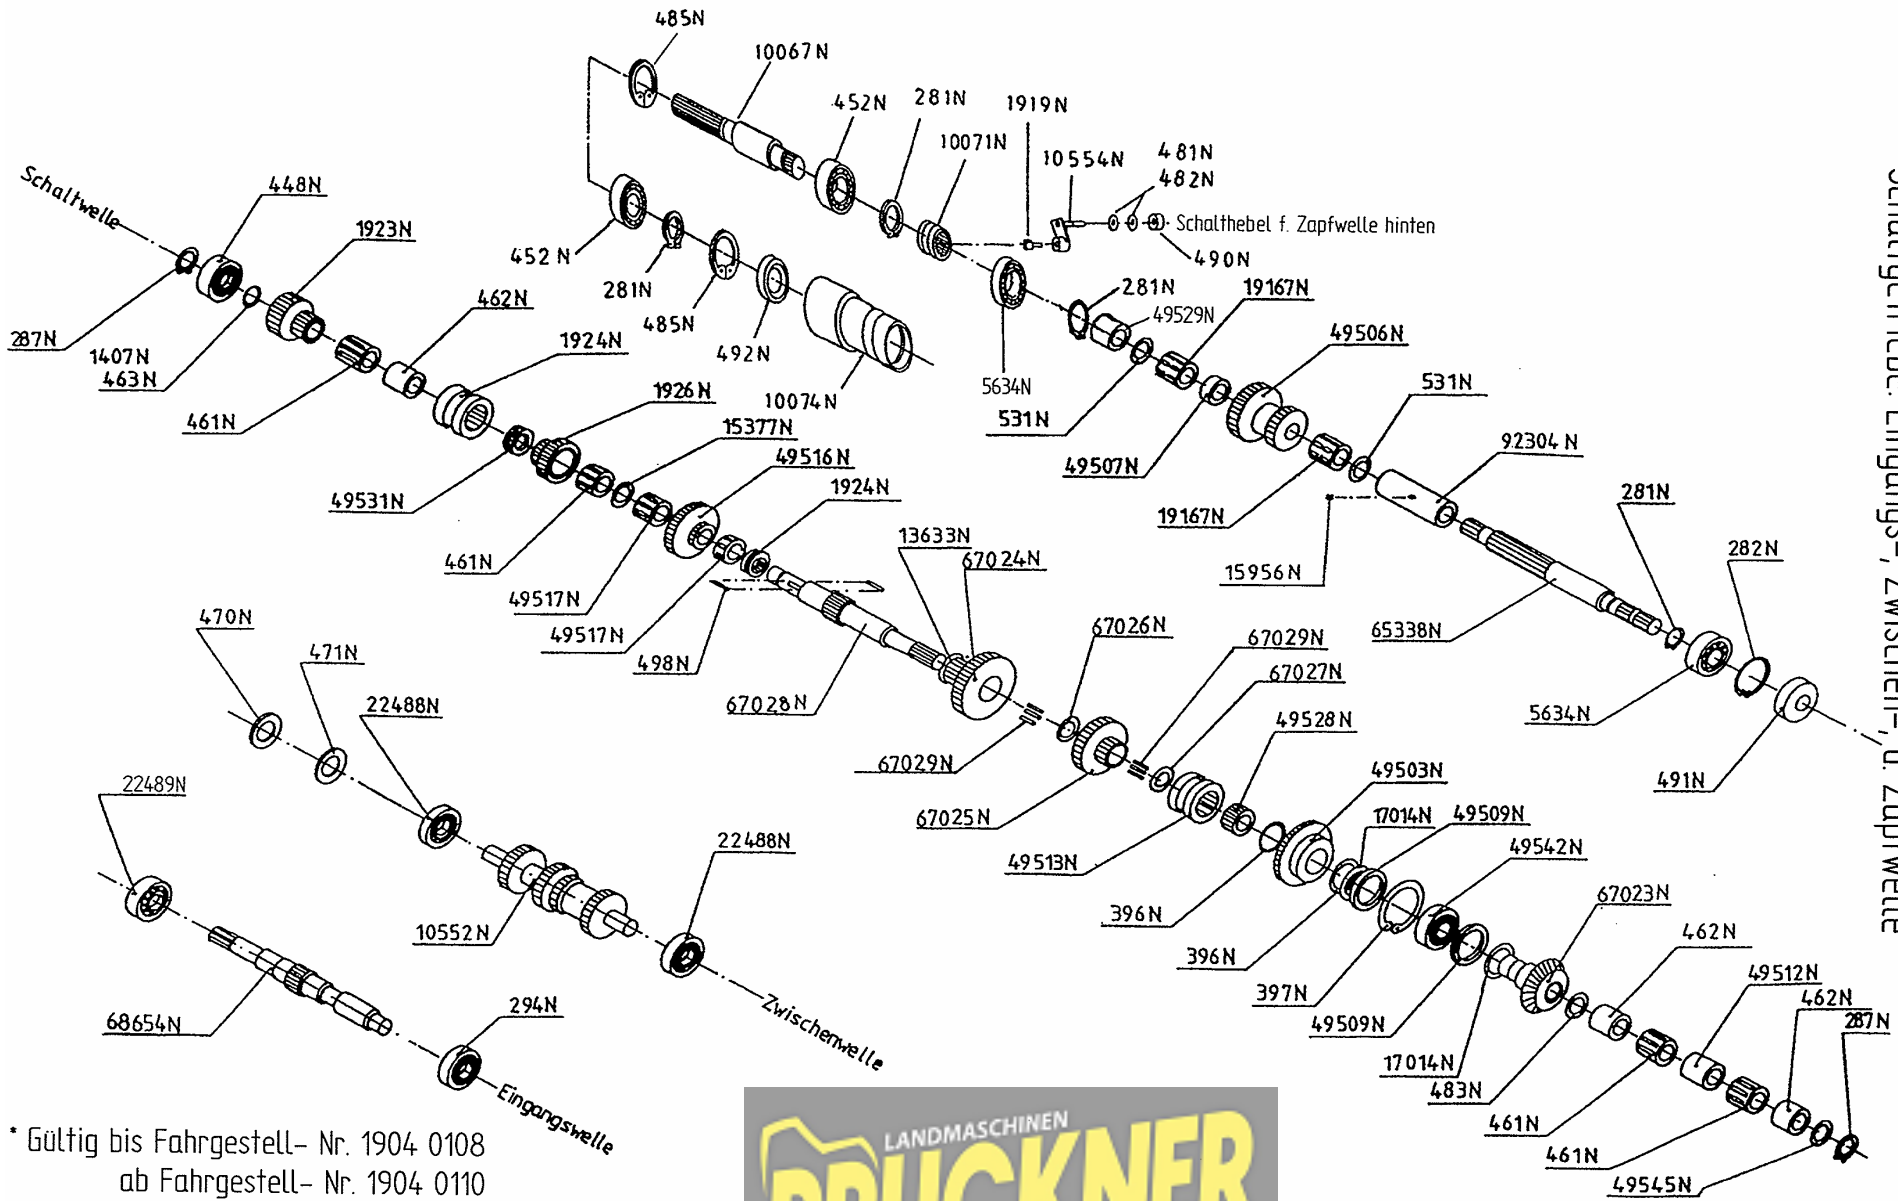 485N
10067N
452N
281N
1919N
10071N
10554N
481N
482N
Schalthebel f. Zapfwelle hinten
490N
Schaltwelle
448N
1923N
452N
281N
485N
492N
10074N
462N
1924N
1926N
15377N
49516N
1924N
287N
1407N
463N
461N
49531N
461N
49517N
49517N
498N
13633N
67024N
67028N
281N
49529N
19167N
49506N
531N
92304N
5634N
531N
49507N
19167N
15956N
281N
282N
65338N
5634N
491N
470N
471N
22488N
22489N
22488N
10552N
68654N
294N
Zwischenwelle
Eingangswelle
67026N
67029N
67027N
49528N
67029N
67025N
49503N
49513N
17014N
49509N
49542N
396N
396N
397N
49509N
67023N
462N
49512N
462N
287N
17014N
483N
461N
461N
49545N
Eingangs-, Zwischen-, u. Zapfwelle
* Gültig bis Fahrgestell- Nr. 1904 0108
ab Fahrgestell- Nr. 1904 0110
LANDMASCHINEN
BRUCKNER